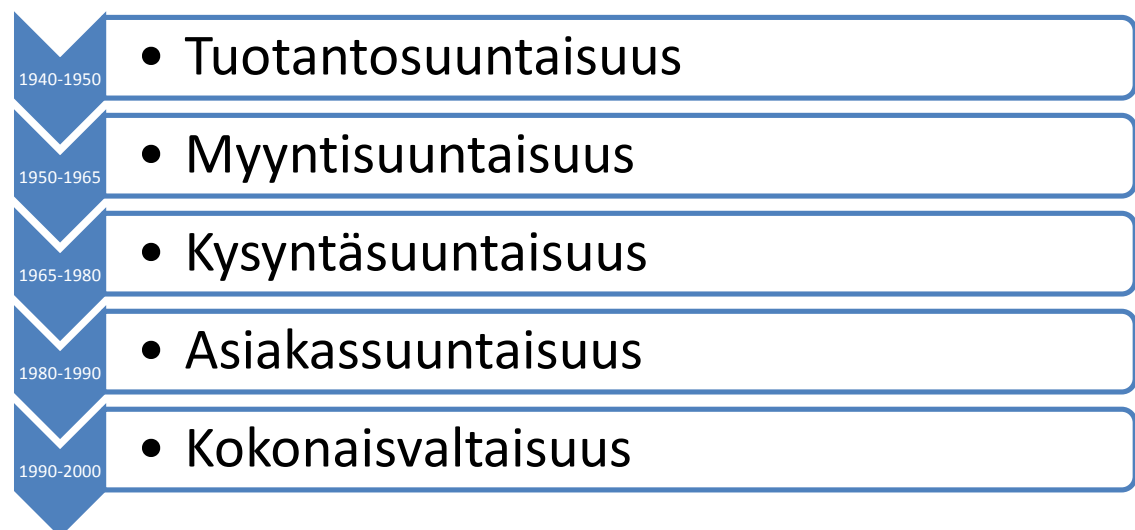 1940-1950
• Tuotantosuuntaisuus
1950-1965
• Myyntisuuntaisuus
1965-1980
• Kysyntäsuuntaisuus
1980-1990
• Asiakassuuntaisuus
1990-2000
• Kokonaisvaltaisuus